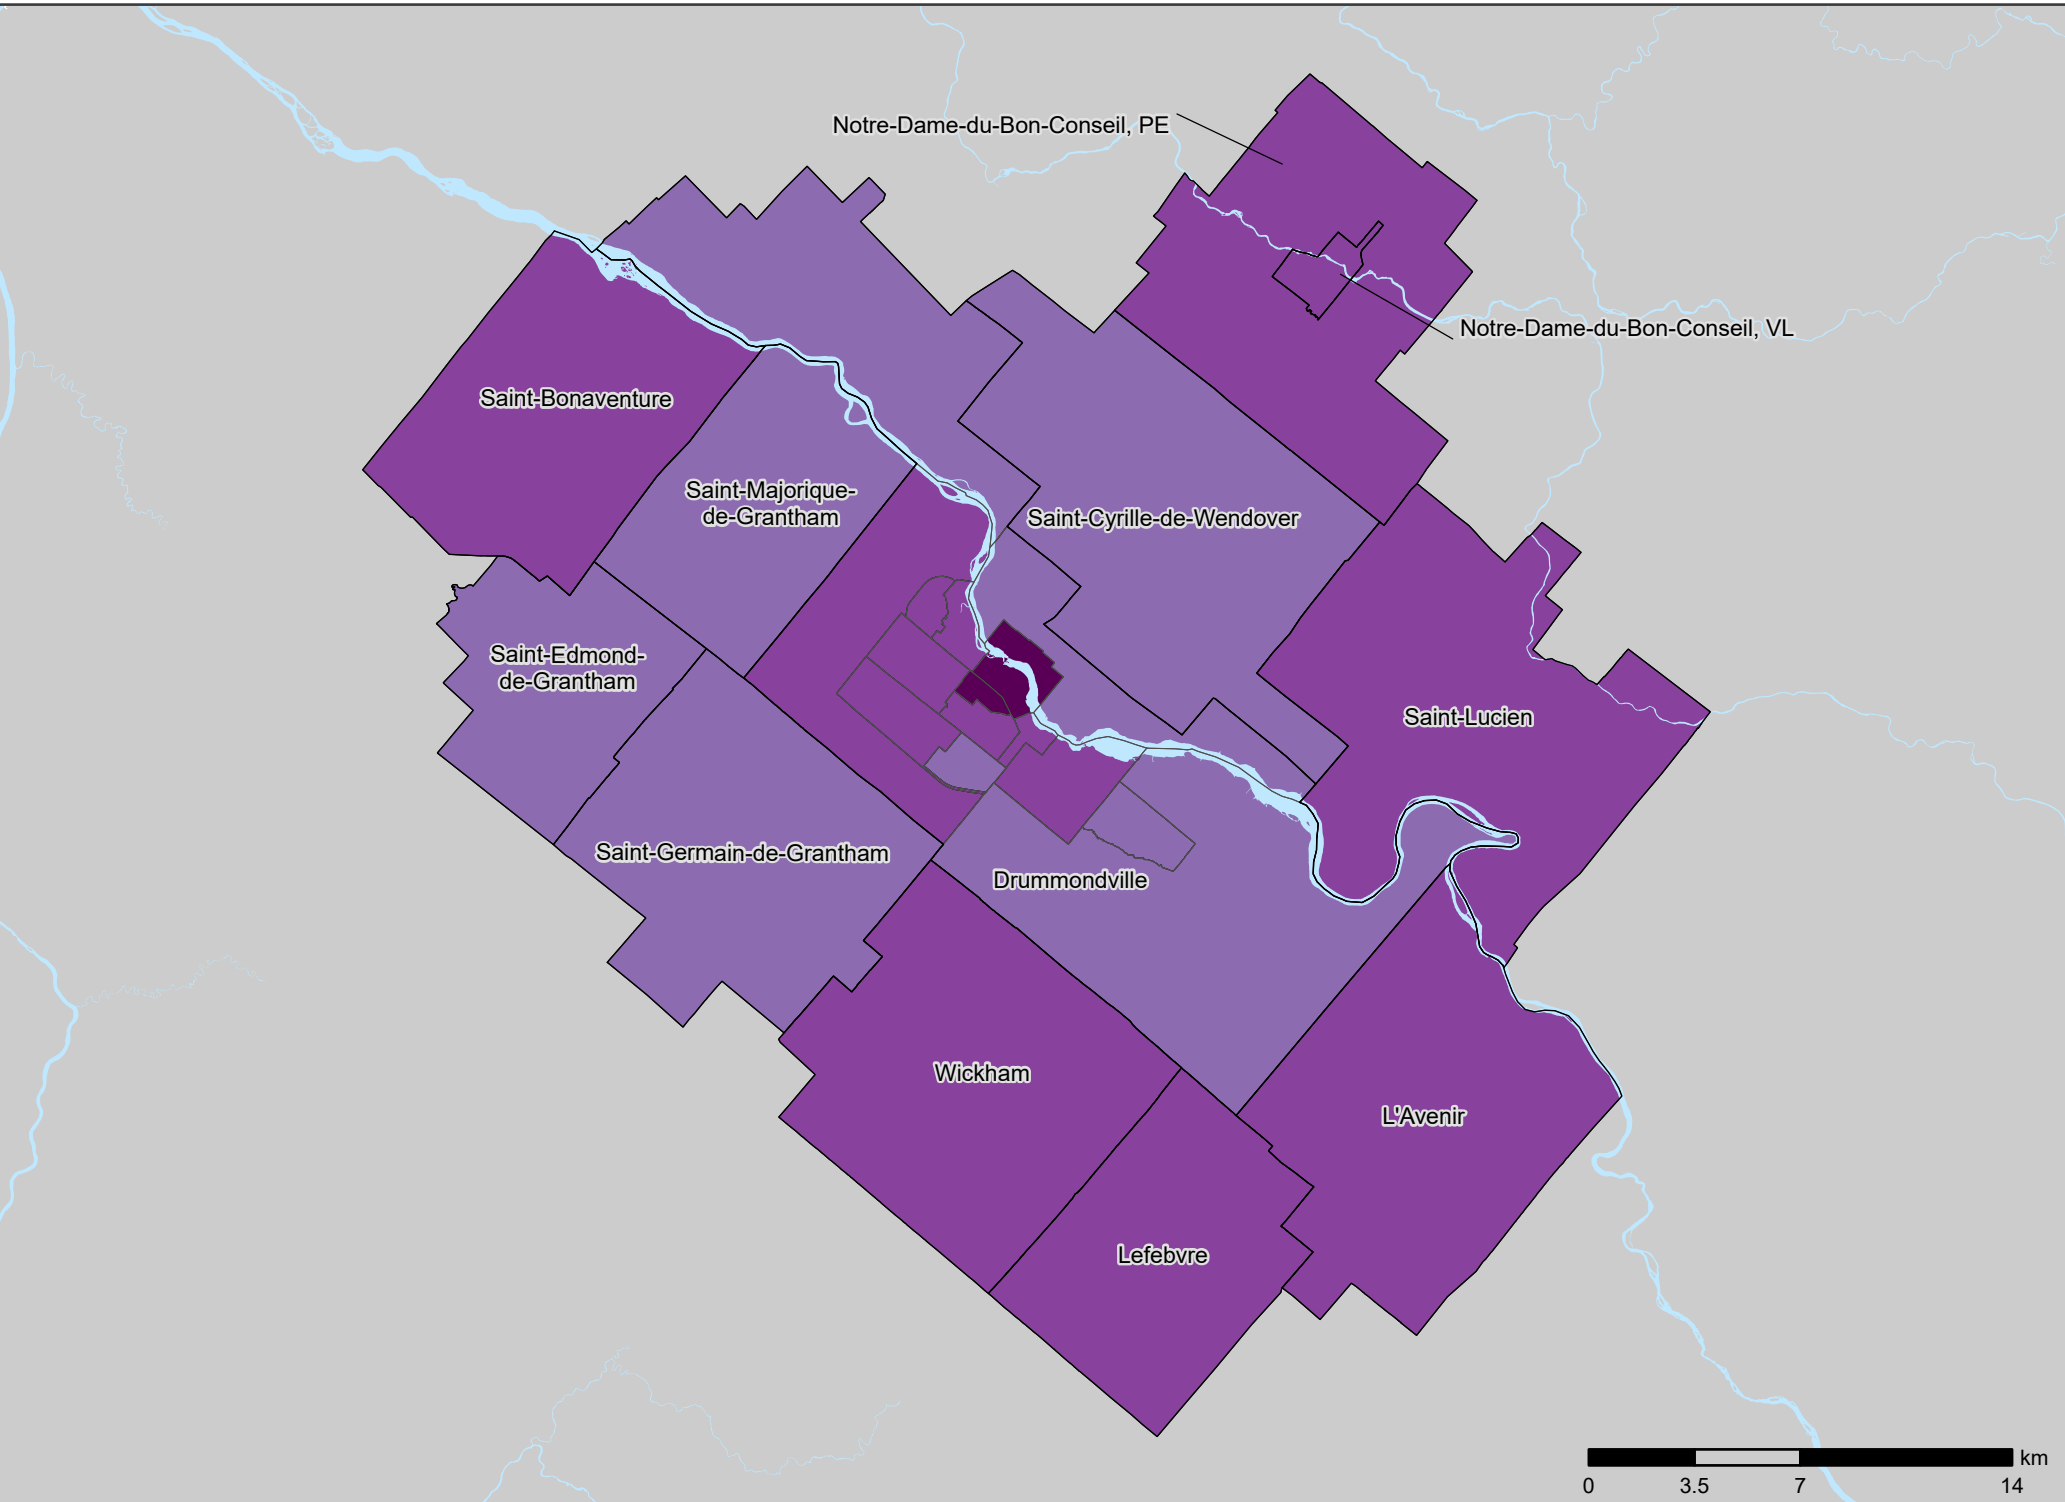 Notre-Dame-du-Bon-Conseil, PE
Notre-Dame-du-Bon-Conseil, VL
Saint-Bonaventure
Saint-Majorique-
de-Grantham
Saint-Cyrille-de-Wendover
Saint-Edmond-
de-Grantham
Saint-Lucien
Saint-Germain-de-Grantham
Drummondville
Wickham
L'Avenir
Lefebvre
km
0 3.5 7 14